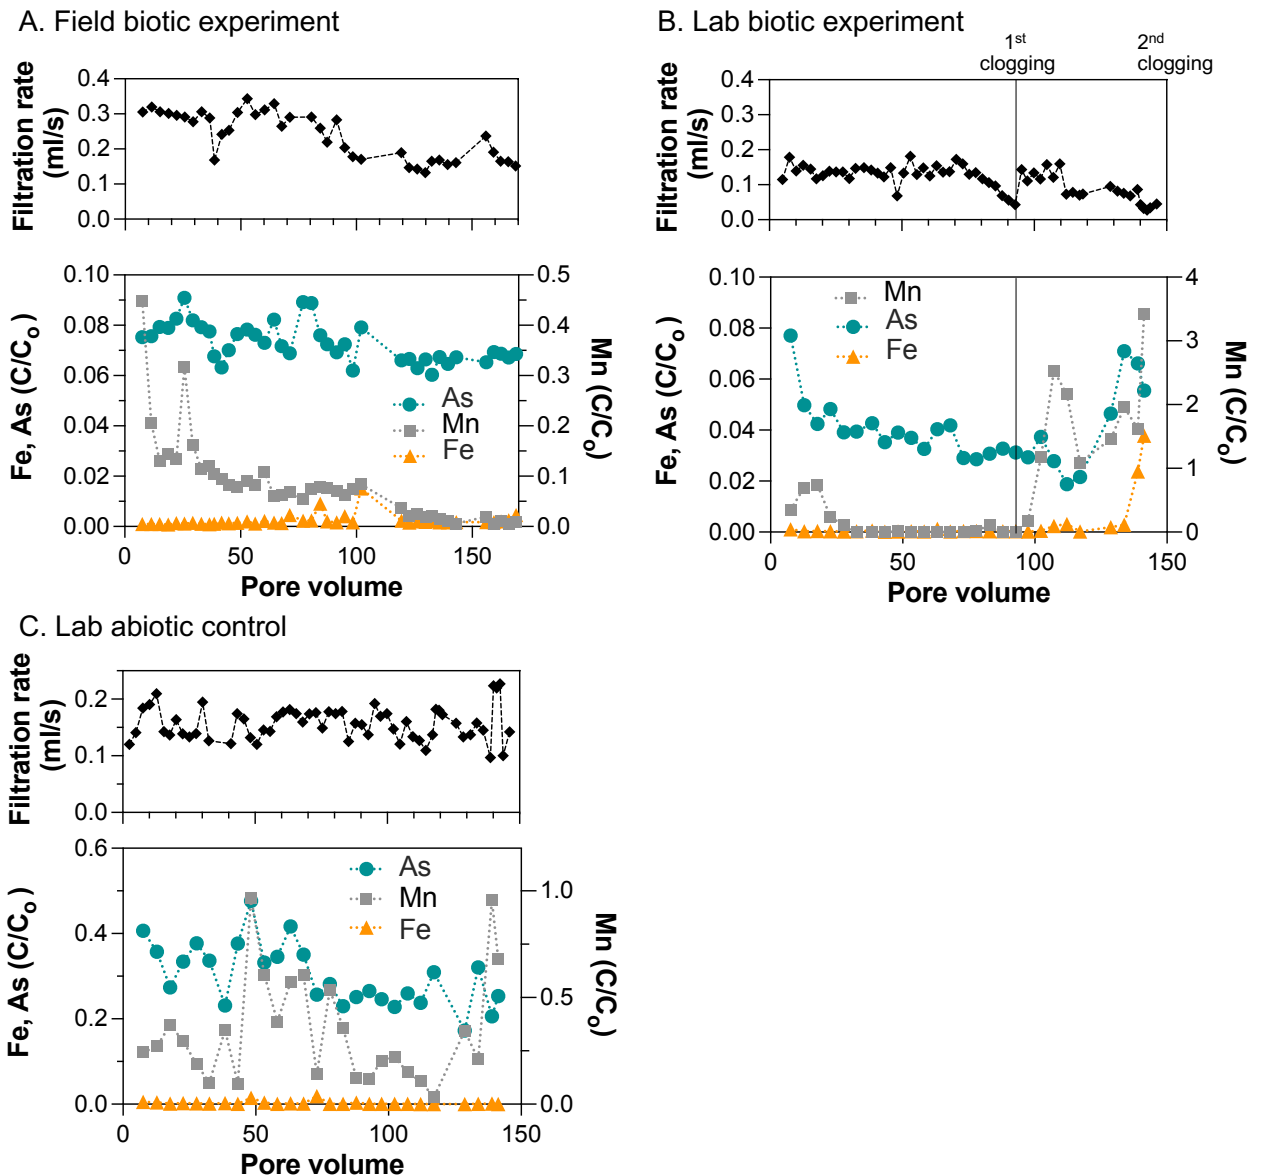 A. Field biotic experiment
Filtration rate
(ml/s)
0.4
0.3
0.2
0.1
0.0
Fe, As (C/Co)
0.10
0.08
0.06
0.04
0.02
0.00
As
Mn
Fe
0.5
0.4
0.3
0.2
0.1
0.0
Mn (C/Co)
0
50
100
150
Pore volume
B. Lab biotic experiment
1st
clogging
2nd
clogging
Filtration rate
(ml/s)
0.4
0.3
0.2
0.1
0.0
Fe, As (C/Co)
0.10
0.08
0.06
0.04
0.02
0.00
Mn
As
Fe
4
3
2
1
0
Mn (C/Co)
0
50
100
150
Pore volume
C. Lab abiotic control
Filtration rate
(ml/s)
0.2
0.1
0.0
Fe, As (C/Co)
0.6
0.4
0.2
0.0
As
Mn
Fe
1.0
0.5
0.0
Mn (C/Co)
0
50
100
150
Pore volume